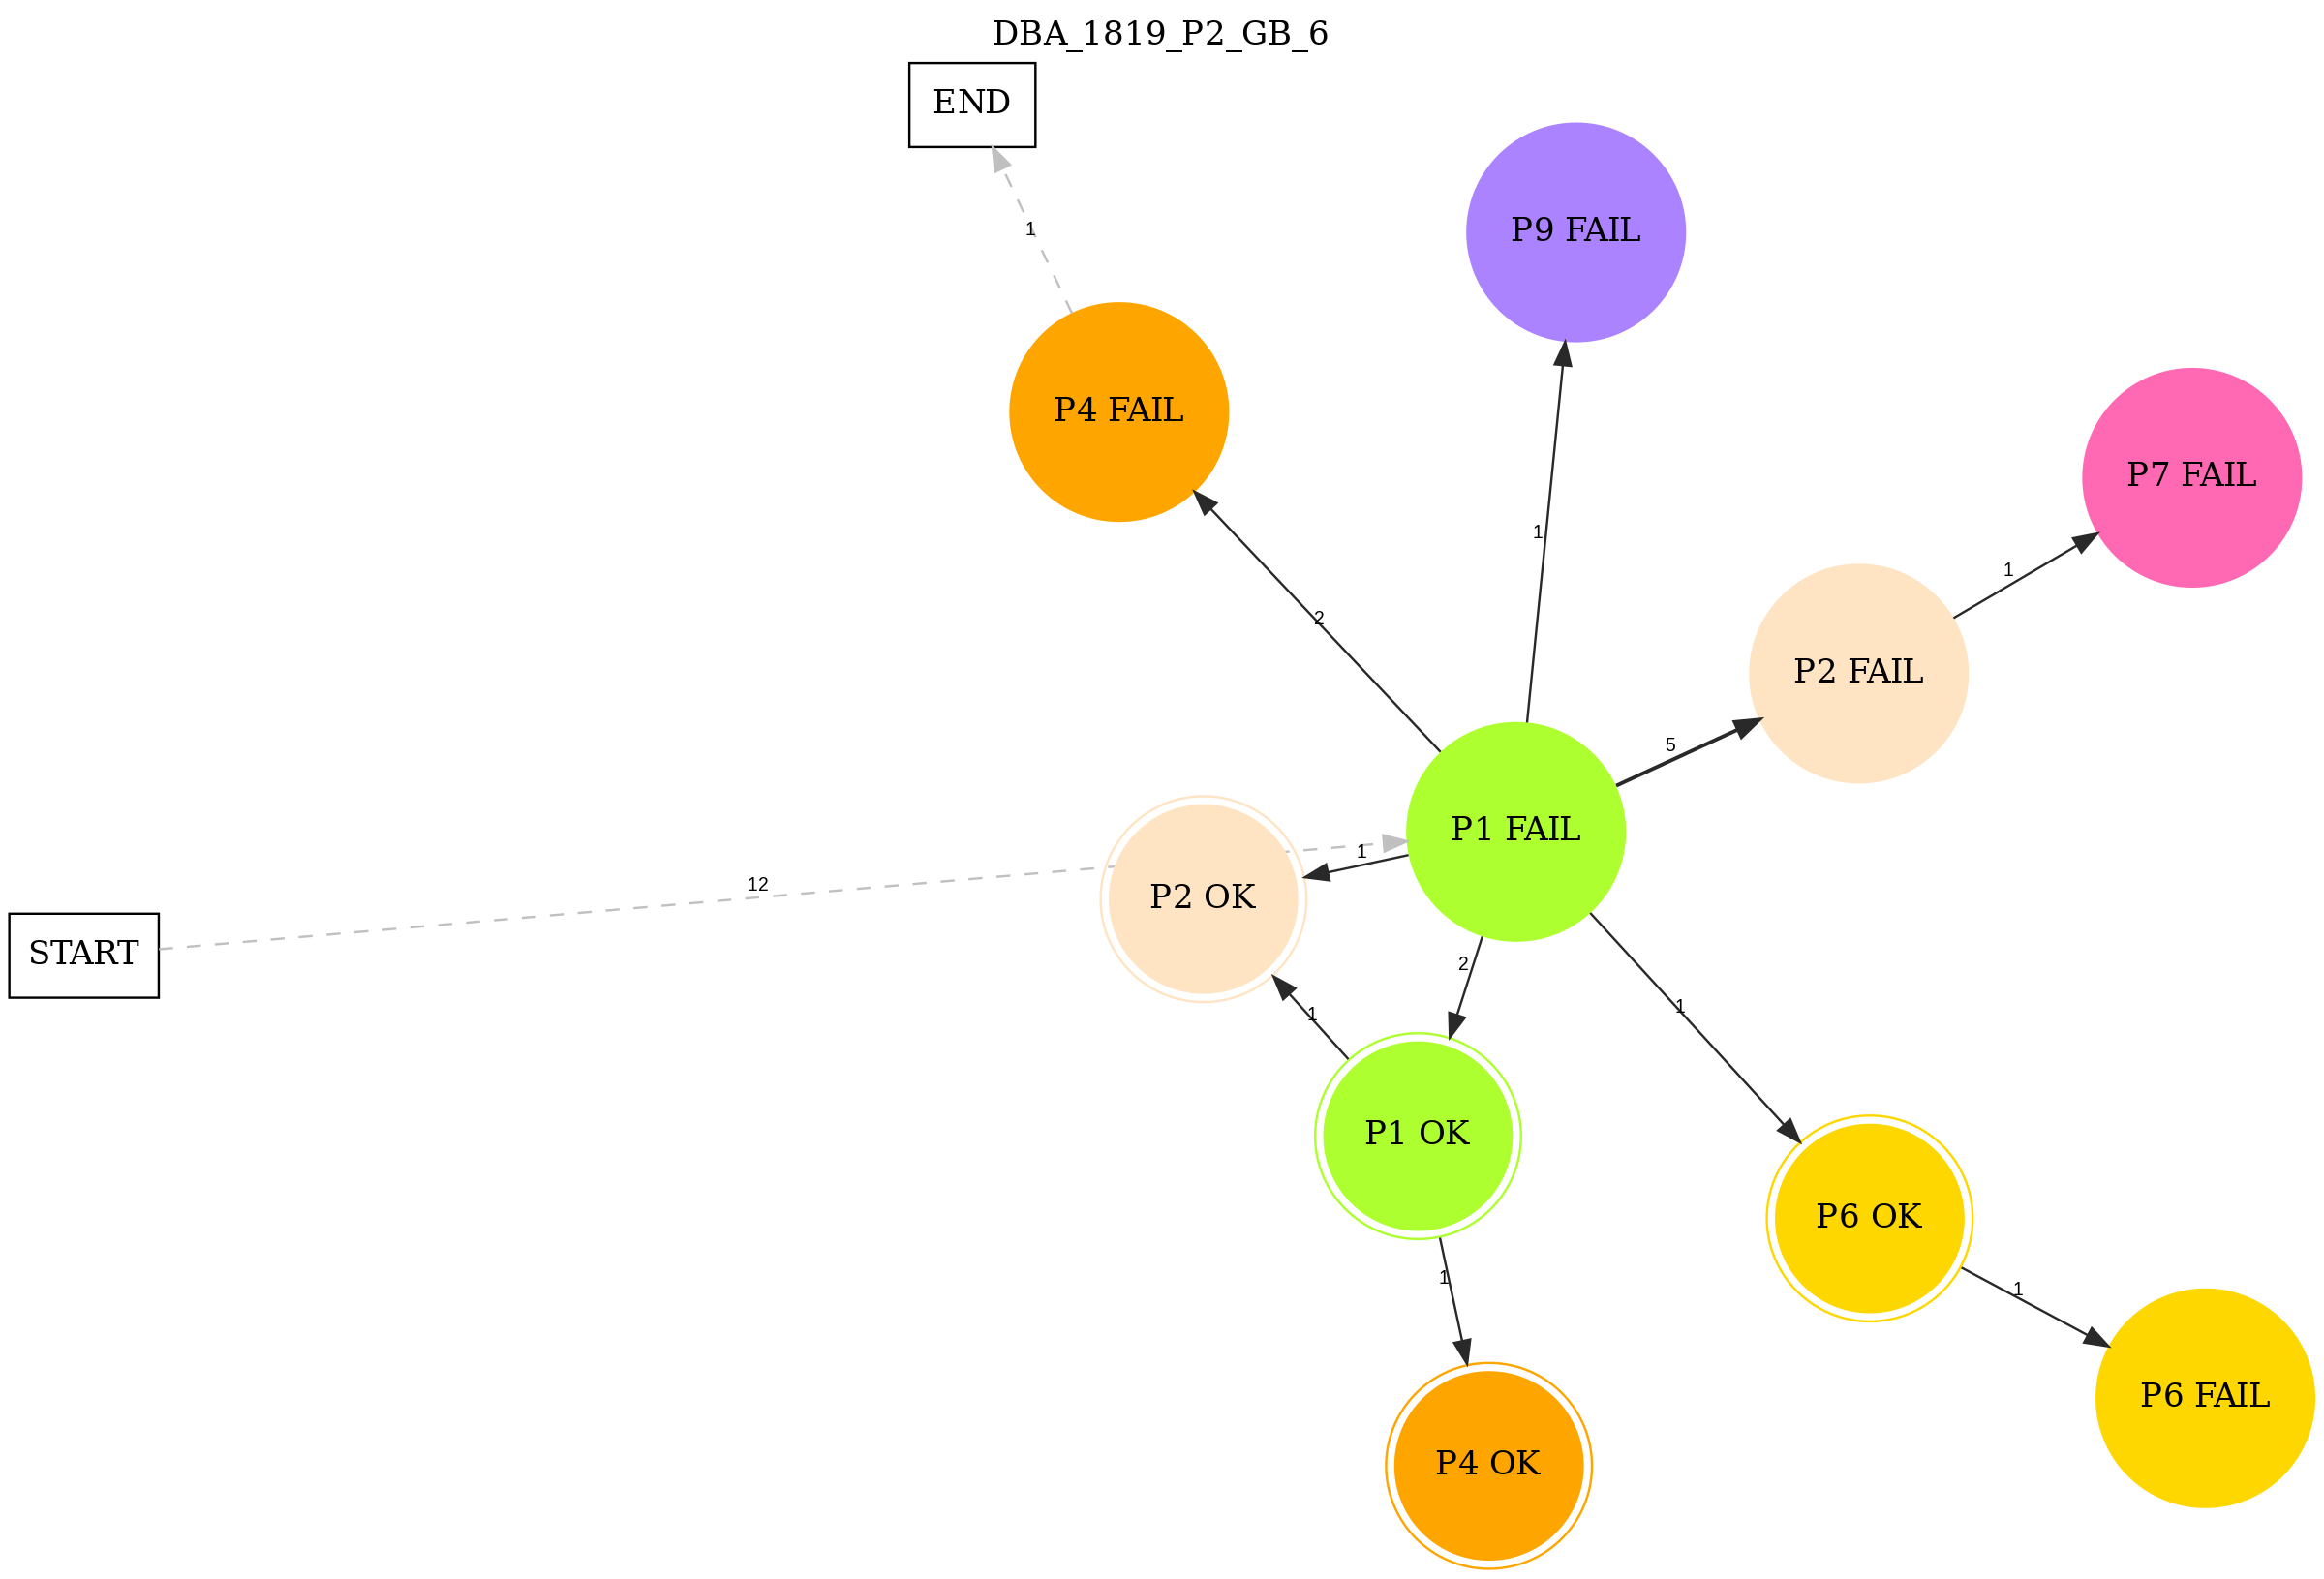 DBA_1819_P2_GB_6
END
P9 FAIL
1
P4 FAIL
P7 FAIL
1
1
2
P2 FAIL
5
P1 FAIL
1
12
P2 OK
START
2
1
1
P1 OK
P6 OK
1
1
P6 FAIL
P4 OK